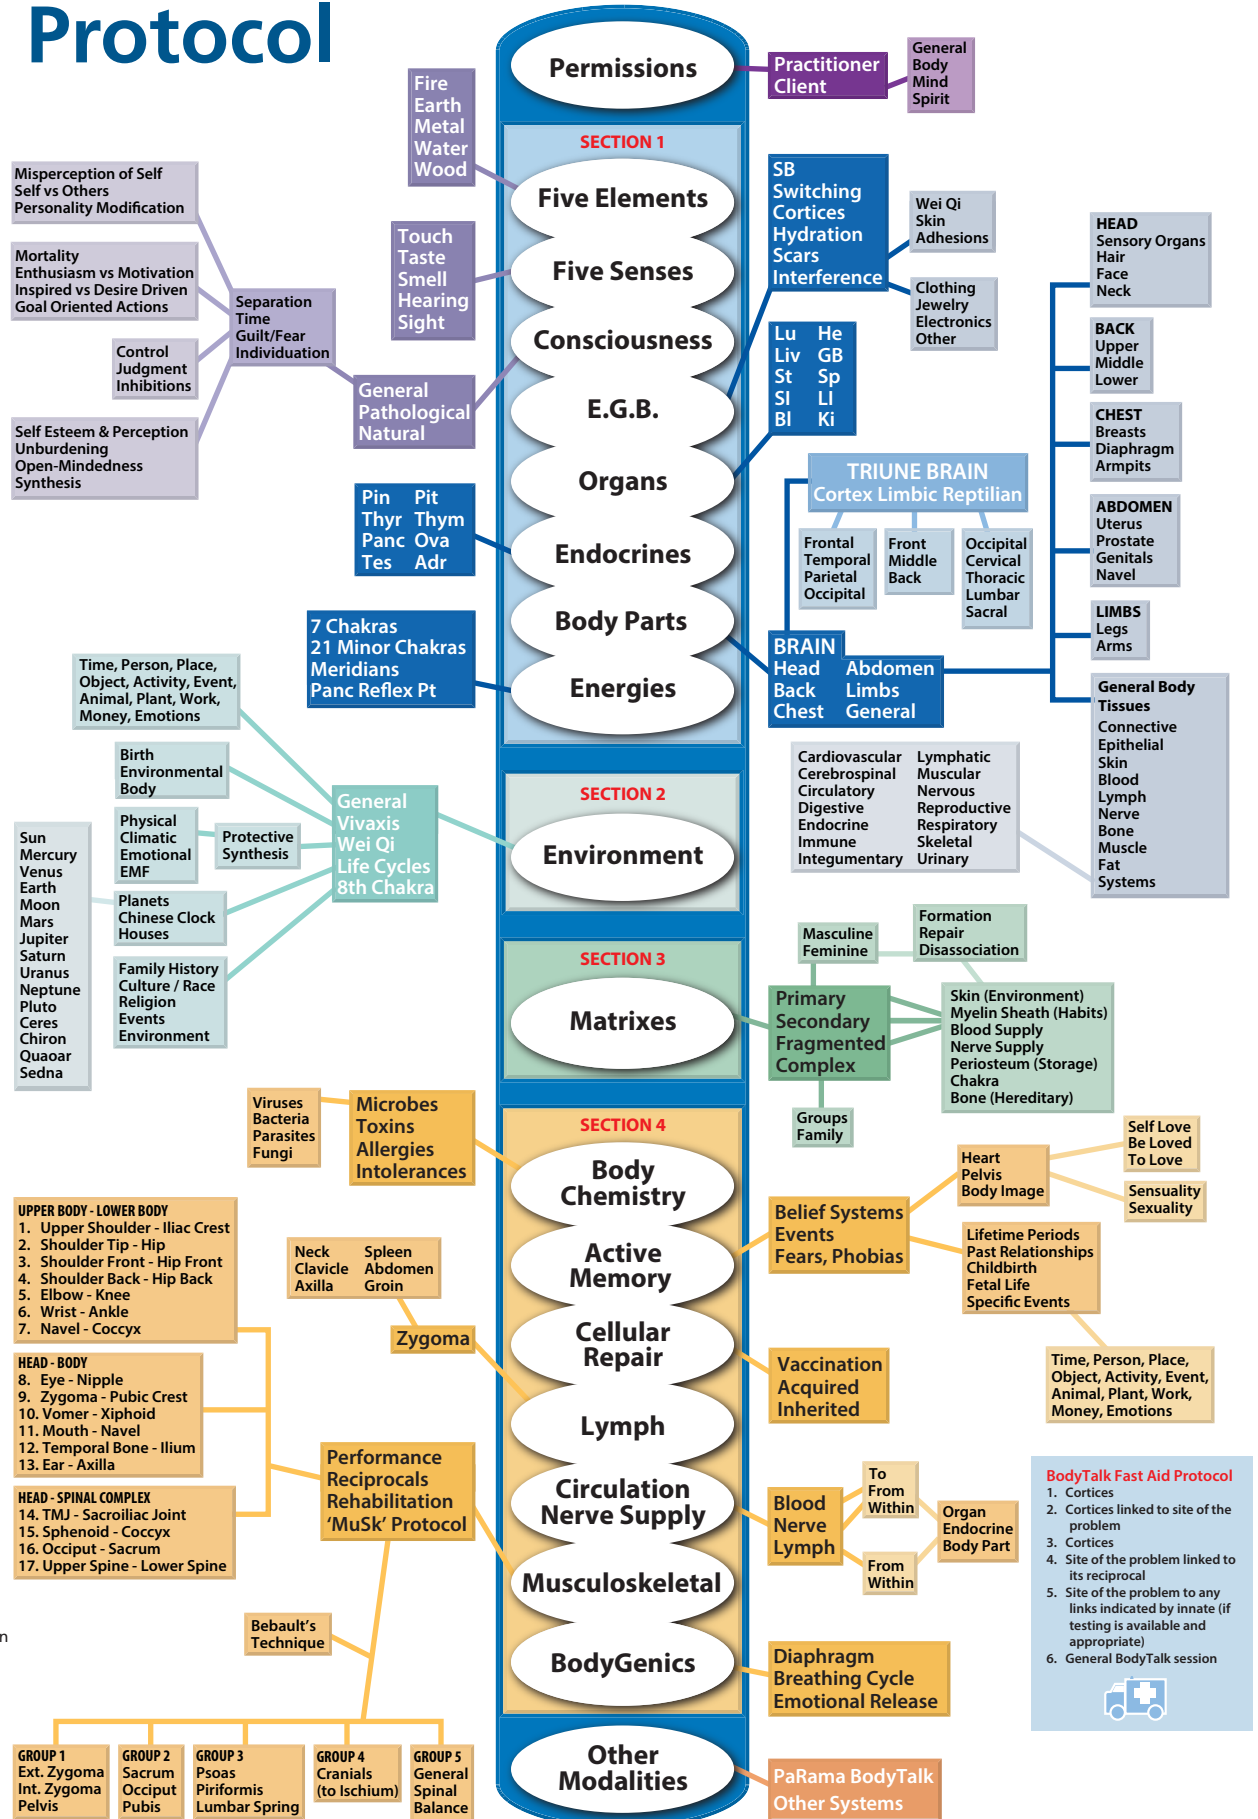 Protocol
Permissions
Practitioner
Client
General
Body
Mind
Spirit
SECTION 1
Five Elements
Fire
Earth
Metal
Water
Wood
Five Senses
Touch
Taste
Smell
Hearing
Sight
Consciousness
General
Pathological
Natural
Separation
Time
Guilt/Fear
Individuation
Misperception of Self
Self vs Others
Personality Modification
Mortality
Enthusiasm vs Motivation
Inspired vs Desire Driven
Goal Oriented Actions
Control
Judgment
Inhibitions
Self Esteem & Perception
Unburdening
Open-Mindedness
Synthesis
E.G.B.
SB
Switching
Cortices
Hydration
Scars
Interference
Wei Qi
Skin
Adhesions
Clothing
Jewelry
Electronics
Other
Organs
Lu He
Liv GB
St Sp
SI LI
Bl Ki
Endocrines
Pin Pit
Thyr Thym
Panc Ova
Tes Adr
Body Parts
BRAIN
Head Abdomen
Back Limbs
Chest General
TRIUNE BRAIN
Cortex Limbic Reptilian
Frontal
Temporal
Parietal
Occipital
Front
Middle
Back
Occipital
Cervical
Thoracic
Lumbar
Sacral
HEAD
Sensory Organs
Hair
Face
Neck
BACK
Upper
Middle
Lower
CHEST
Breasts
Diaphragm
Armpits
ABDOMEN
Uterus
Prostate
Genitals
Navel
LIMBS
Legs
Arms
General Body
Tissues
Connective
Epithelial
Skin
Blood
Lymph
Nerve
Bone
Muscle
Fat
Systems
Cardiovascular Lymphatic
Cerebrospinal Muscular
Circulatory Nervous
Digestive Reproductive
Endocrine Respiratory
Immune Skeletal
Integumentary Urinary
Energies
7 Chakras
21 Minor Chakras
Meridians
Panc Reflex Pt
SECTION 2
Environment
General
Vivaxis
Wei Qi
Life Cycles
8th Chakra
Time, Person, Place,
Object, Activity, Event,
Animal, Plant, Work,
Money, Emotions
Birth
Environmental
Body
Physical
Climatic
Emotional
EMF
Protective
Synthesis
Planets
Chinese Clock
Houses
Sun
Mercury
Venus
Earth
Moon
Mars
Jupiter
Saturn
Uranus
Neptune
Pluto
Ceres
Chiron
Quaoar
Sedna
Family History
Culture / Race
Religion
Events
Environment
SECTION 3
Matrixes
Primary
Secondary
Fragmented
Complex
Masculine
Feminine
Formation
Repair
Disassociation
Skin (Environment)
Myelin Sheath (Habits)
Blood Supply
Nerve Supply
Periosteum (Storage)
Chakra
Bone (Hereditary)
Groups
Family
SECTION 4
Body
Chemistry
Microbes
Toxins
Allergies
Intolerances
Viruses
Bacteria
Parasites
Fungi
Active
Memory
Belief Systems
Events
Fears, Phobias
Heart
Pelvis
Body Image
Self Love
Be Loved
To Love
Sensuality
Sexuality
Lifetime Periods
Past Relationships
Childbirth
Fetal Life
Specific Events
Time, Person, Place,
Object, Activity, Event,
Animal, Plant, Work,
Money, Emotions
Cellular
Repair
Vaccination
Acquired
Inherited
Lymph
Zygoma
Neck Spleen
Clavicle Abdomen
Axilla Groin
Circulation
Nerve Supply
Blood
Nerve
Lymph
To
From
Within
From
Within
Organ
Endocrine
Body Part
Musculoskeletal
Performance
Reciprocals
Rehabilitation
‘MuSk’ Protocol
UPPER BODY - LOWER BODY
1. Upper Shoulder - Iliac Crest
2. Shoulder Tip - Hip
3. Shoulder Front - Hip Front
4. Shoulder Back - Hip Back
5. Elbow - Knee
6. Wrist - Ankle
7. Navel - Coccyx
HEAD - BODY
8. Eye - Nipple
9. Zygoma - Pubic Crest
10. Vomer - Xiphoid
11. Mouth - Navel
12. Temporal Bone - Ilium
13. Ear - Axilla
HEAD - SPINAL COMPLEX
14. TMJ - Sacroiliac Joint
15. Sphenoid - Coccyx
16. Occiput - Sacrum
17. Upper Spine - Lower Spine
n
Bebault's
Technique
GROUP 1
Ext. Zygoma
Int. Zygoma
Pelvis
GROUP 2
Sacrum
Occiput
Pubis
GROUP 3
Psoas
Piriformis
Lumbar Spring
GROUP 4
Cranials
(to Ischium)
GROUP 5
General
Spinal
Balance
BodyGenics
Diaphragm
Breathing Cycle
Emotional Release
Other
Modalities
PaRama BodyTalk
Other Systems
BodyTalk Fast Aid Protocol
1. Cortices
2. Cortices linked to site of the
problem
3. Cortices
4. Site of the problem linked to
its reciprocal
5. Site of the problem to any
links indicated by innate (if
testing is available and
appropriate)
6. General BodyTalk session